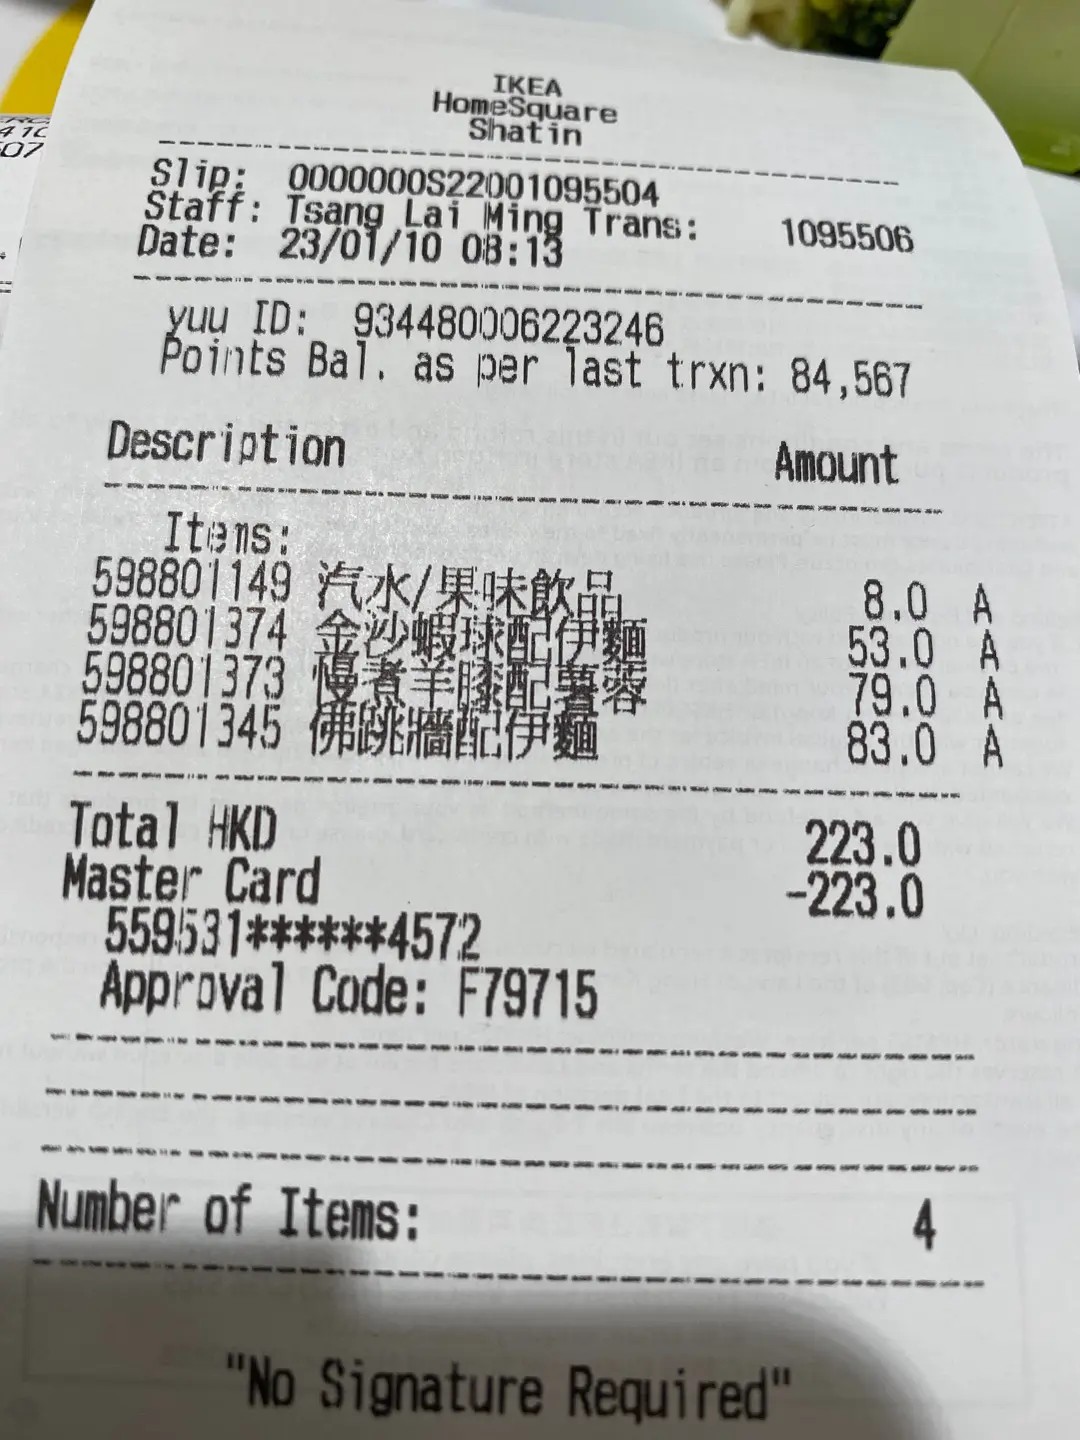 IKEA
HomeSquare
Shatin
Slip: 0000000S22001095504
Staff: Tsang Lai Ming Trans: 1095506
Date: 23/01/10 08:13
yuu ID: 934480006223246
Points Bal. as per last trxn: 84,567
Description Amount
Items:
598801149 汽水/果味飲品 8.0 A
598801374 金沙蝦球配伊麵 53.0 A
598801373 慢煮羊膝配薯蓉 79.0 A
598801345 佛跳牆配伊麵 83.0 A
Total HKD 223.0
Master Card -223.0
559531******4572
Approval Code: F79715
Number of Items: 4
"No Signature Required"